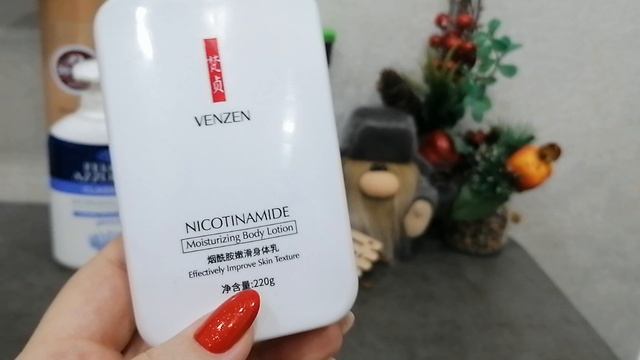 梵贞
VENZEN
NICOTINAMIDE
Moisturizing Body Lotion
烟酰胺嫩滑身体乳
Effectively Improve Skin Texture
净含量:220g